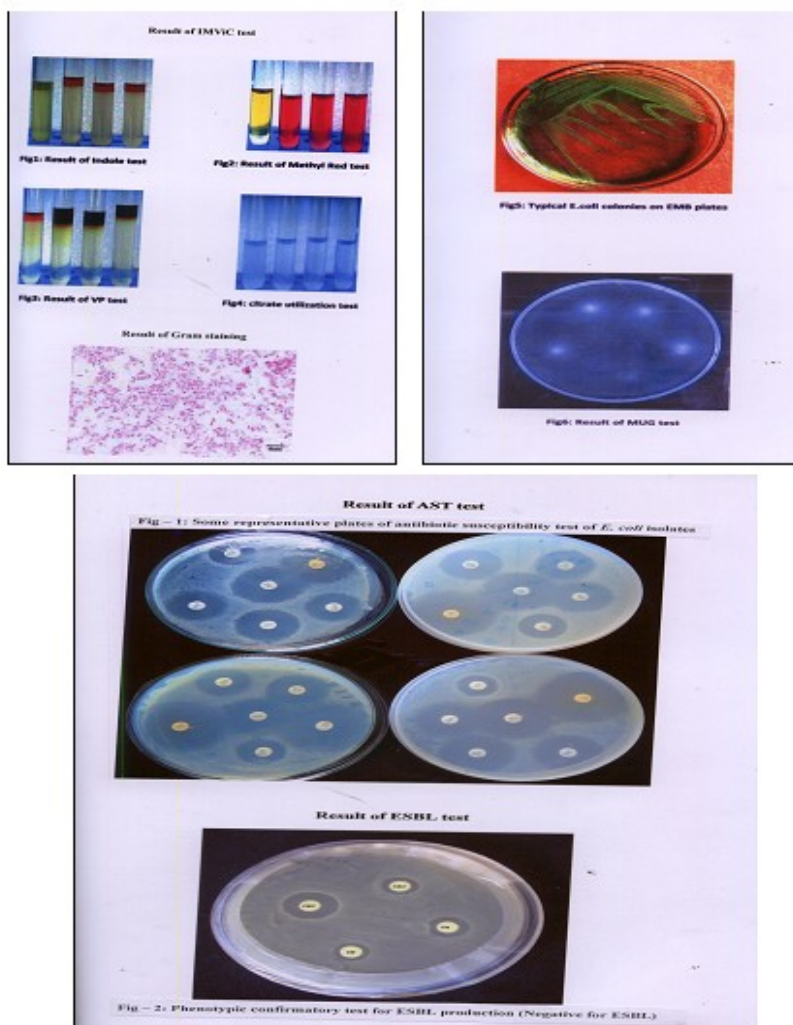 Result of IMViC test
Fig1: Result of Indole test
Fig2: Result of Methyl Red test
Fig3: Result of VP test
Fig4: citrate utilization test
Result of Gram staining
Fig5: Typical E.coli colonies on EMB plates
Fig6: Result of MUG test
Result of AST test
Fig – 1: Some representative plates of antibiotic susceptibility test of E. coli isolates
Result of ESBL test
Fig – 2: Phenotypic confirmatory test for ESBL production (Negative for ESBL)